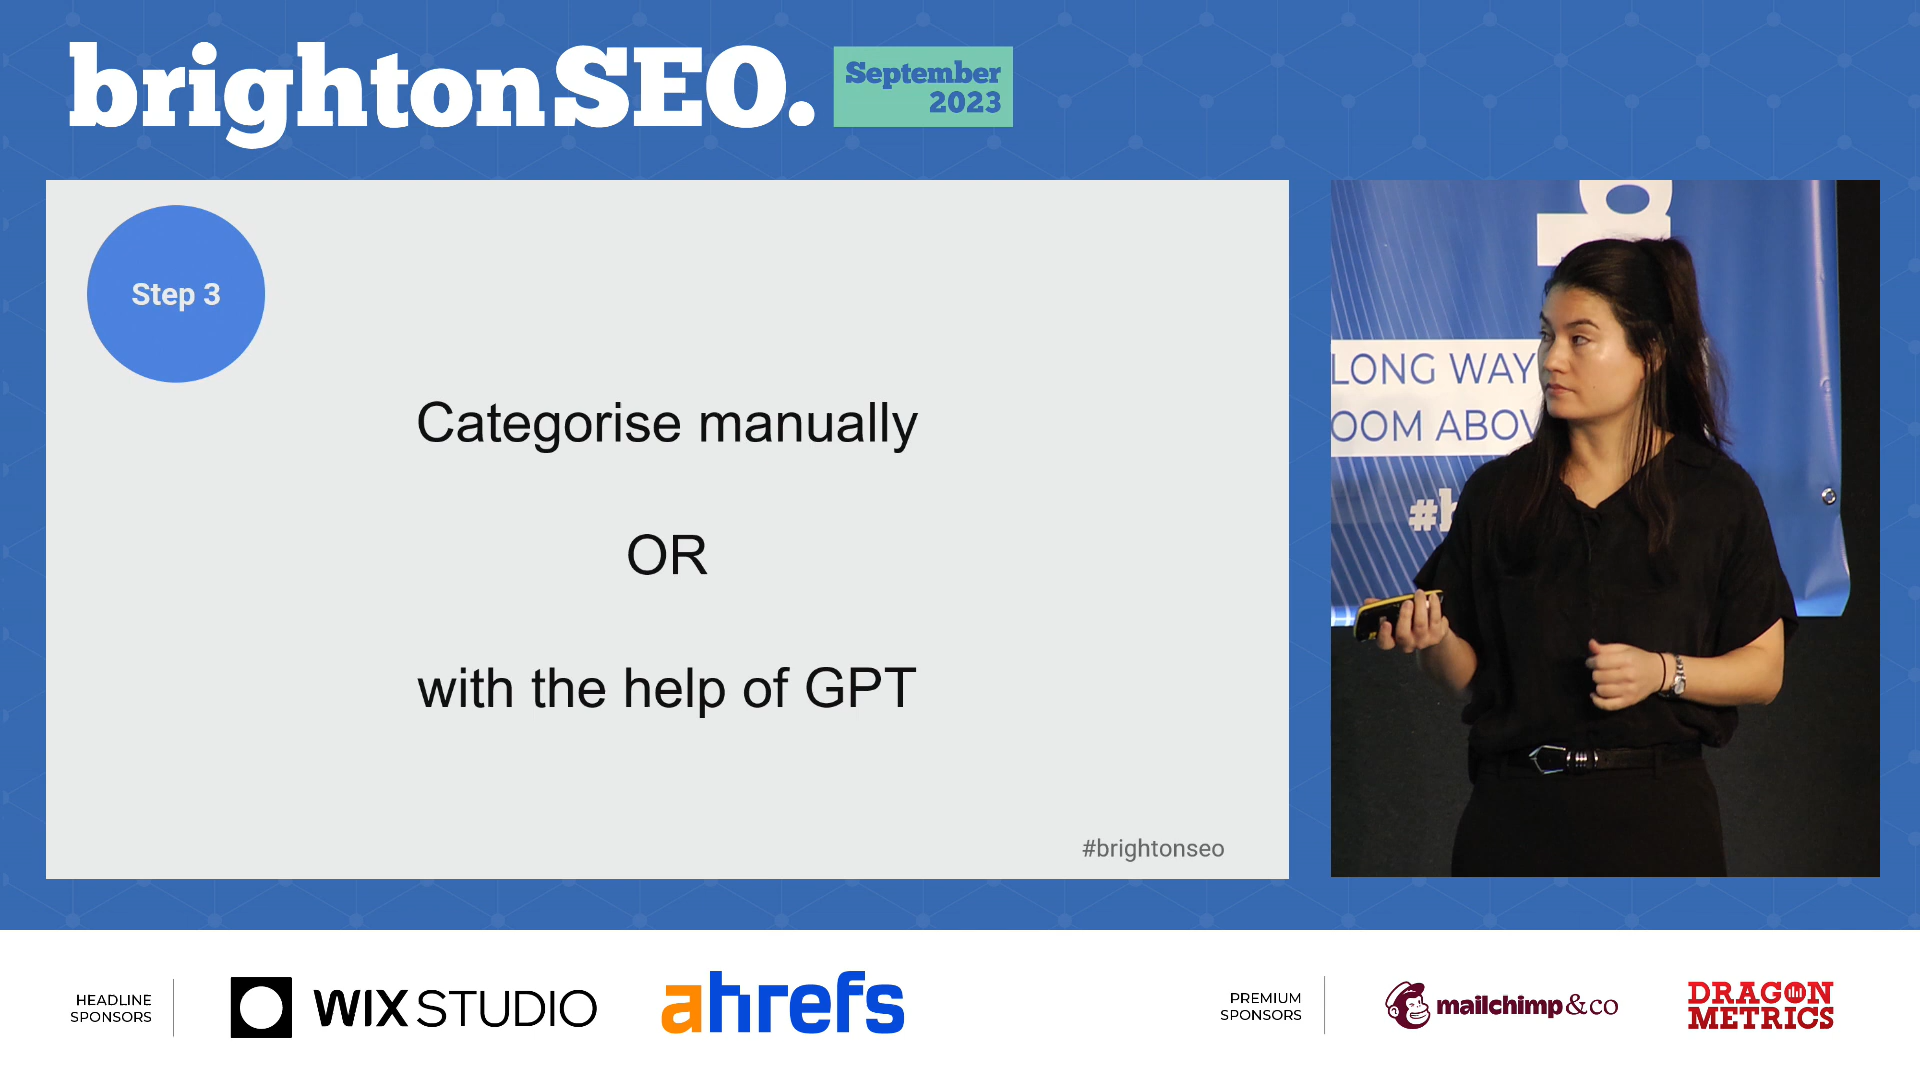 brightonSEO.
September
2023
Step 3
Categorise manually
OR
with the help of GPT
#brightonseo
LONG WAY
OOM ABOV
#b
HEADLINE
SPONSORS
WIX STUDIO
ahrefs
PREMIUM
SPONSORS
mailchimp & co
DRAGON
METRICS